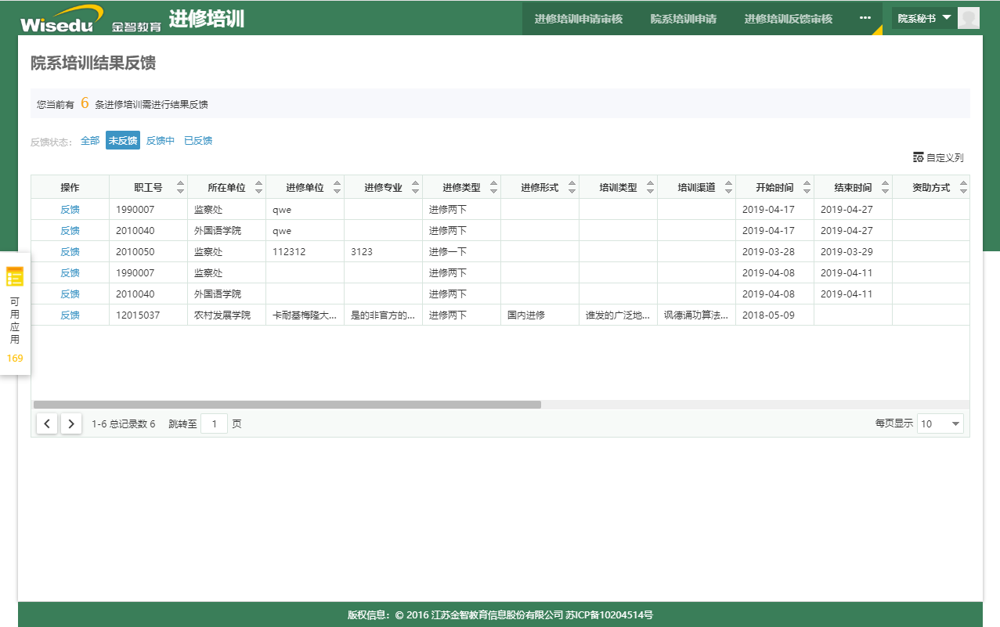 Wisedu 金智教育 进修培训 进修培训申请审核 院系培训申请 进修培训反馈审核 ••• 院系秘书
院系培训结果反馈
您当前有 6 条进修培训需进行结果反馈
反馈状态： 全部 未反馈 反馈中 已反馈
自定义列
操作 职工号 所在单位 进修单位 进修专业 进修类型 进修形式 培训类型 培训渠道 开始时间 结束时间 资助方式
反馈 1990007 监察处 qwe 进修两下 2019-04-17 2019-04-27
反馈 2010040 外国语学院 qwe 进修两下 2019-04-17 2019-04-27
反馈 2010050 监察处 112312 3123 进修一下 2019-03-28 2019-03-29
反馈 1990007 监察处 进修两下 2019-04-08 2019-04-11
反馈 2010040 外国语学院 进修两下 2019-04-08 2019-04-11
反馈 12015037 农村发展学院 卡耐基梅隆大... 是的非官方的... 进修两下 国内进修 谁发的广泛地... 讽德诵功算法... 2018-05-09
可
用
应
用
169
1-6 总记录数 6 跳转至 1 页 每页显示 10
版权信息：© 2016 江苏金智教育信息股份有限公司 苏ICP备10204514号